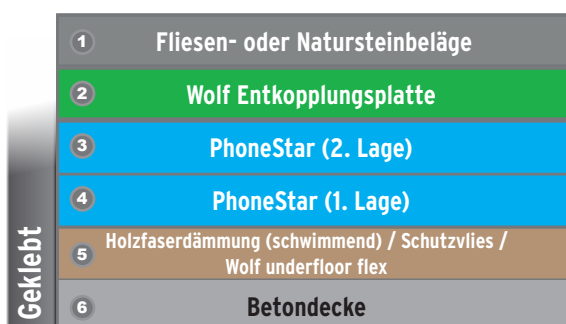 Geklebt
1 Fliesen- oder Natursteinbeläge
2 Wolf Entkopplungsplatte
3 PhoneStar (2. Lage)
4 PhoneStar (1. Lage)
5 Holzfaserdämmung (schwimmend) / Schutzvlies /
Wolf underfloor flex
6 Betondecke